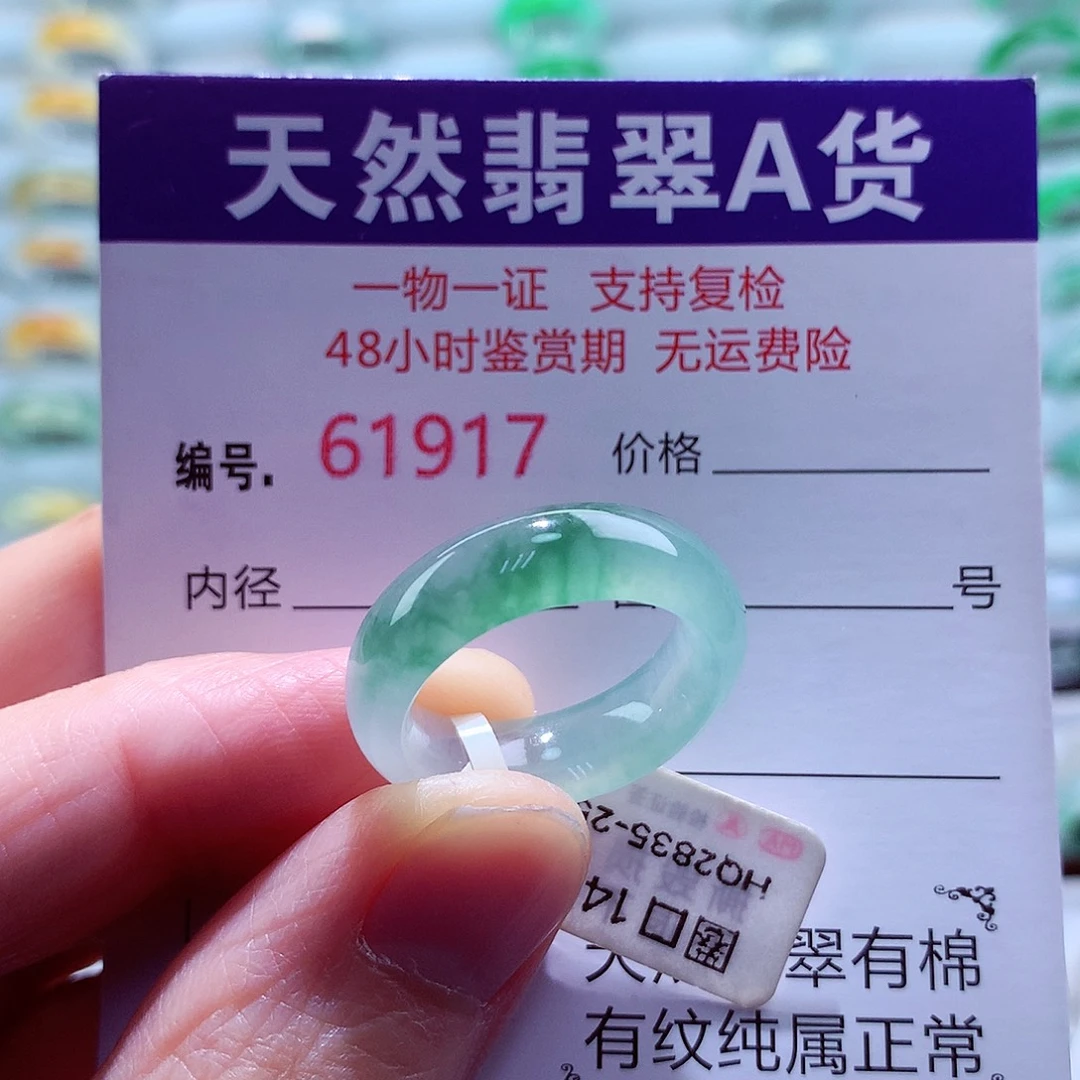 天然翡翠A货
一物一证 支持复检
48小时鉴赏期 无运费险
编号. 61917 价格
内径 号
HQ2835-2
圈口14
翠有棉
有纹纯属正常